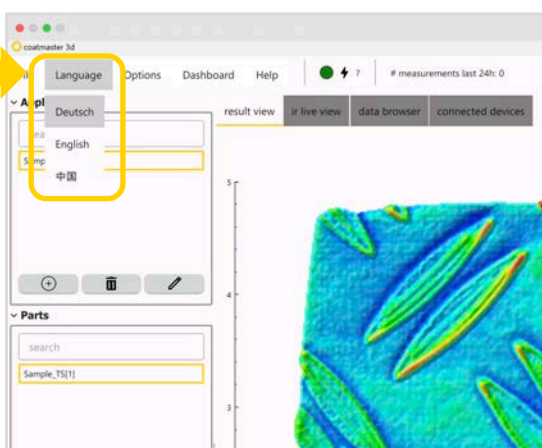 coatmaster 3d
Language Options Dashboard Help 7 # measurements last 24h: 0
Deutsch
English
中国
result view ir live view data browser connected devices
5
4
3
Parts
search
Sample_TS[1]